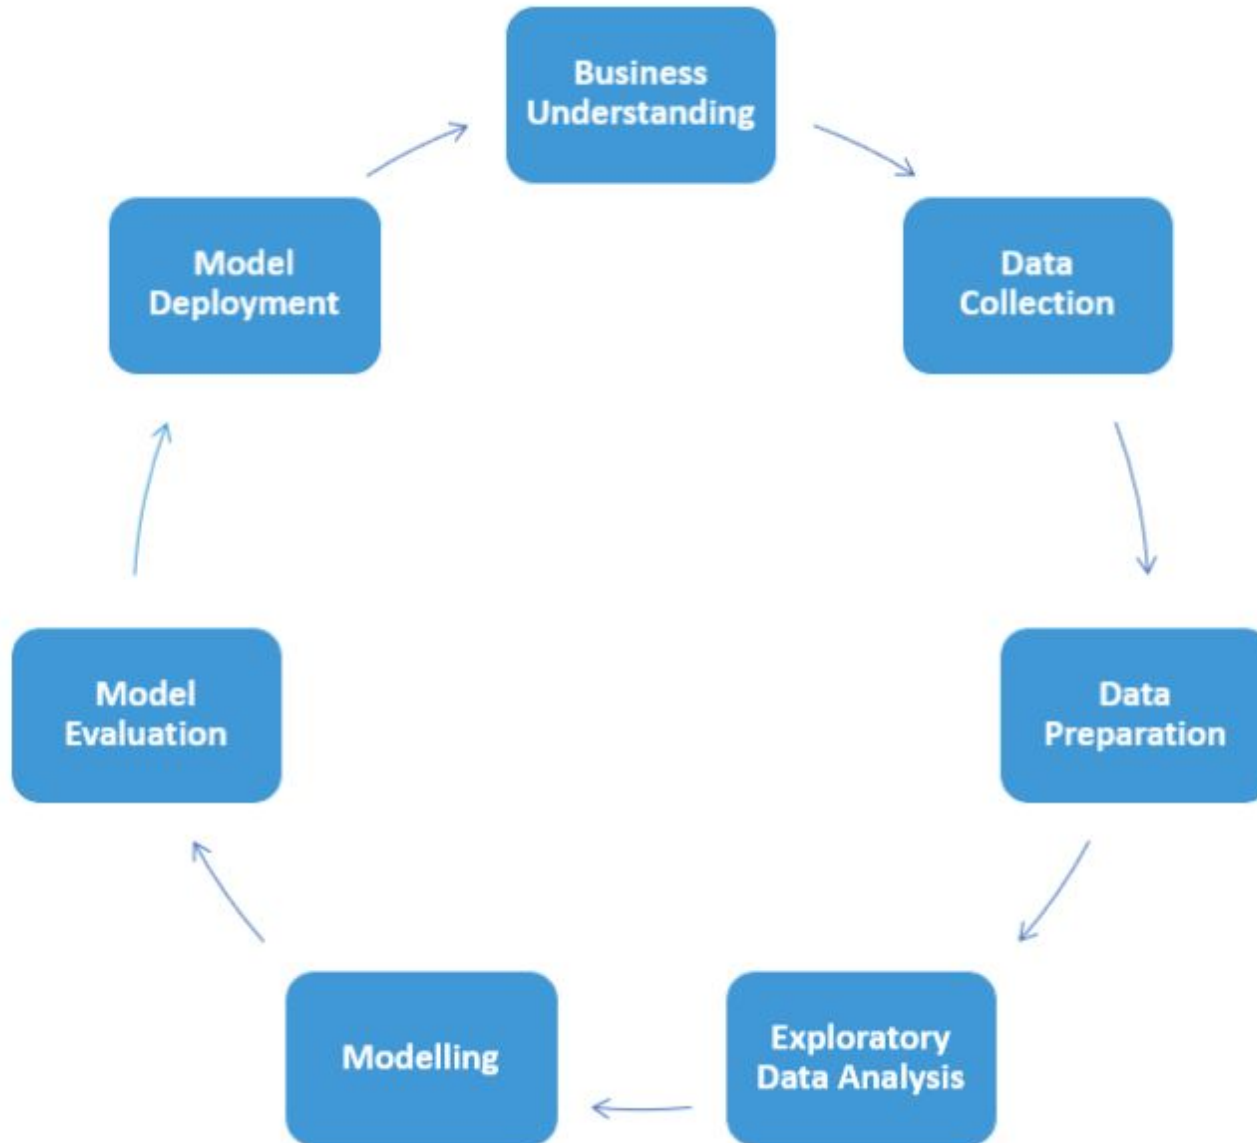 Business
Understanding
Data
Collection
Data
Preparation
Exploratory
Data Analysis
Modelling
Model
Evaluation
Model
Deployment